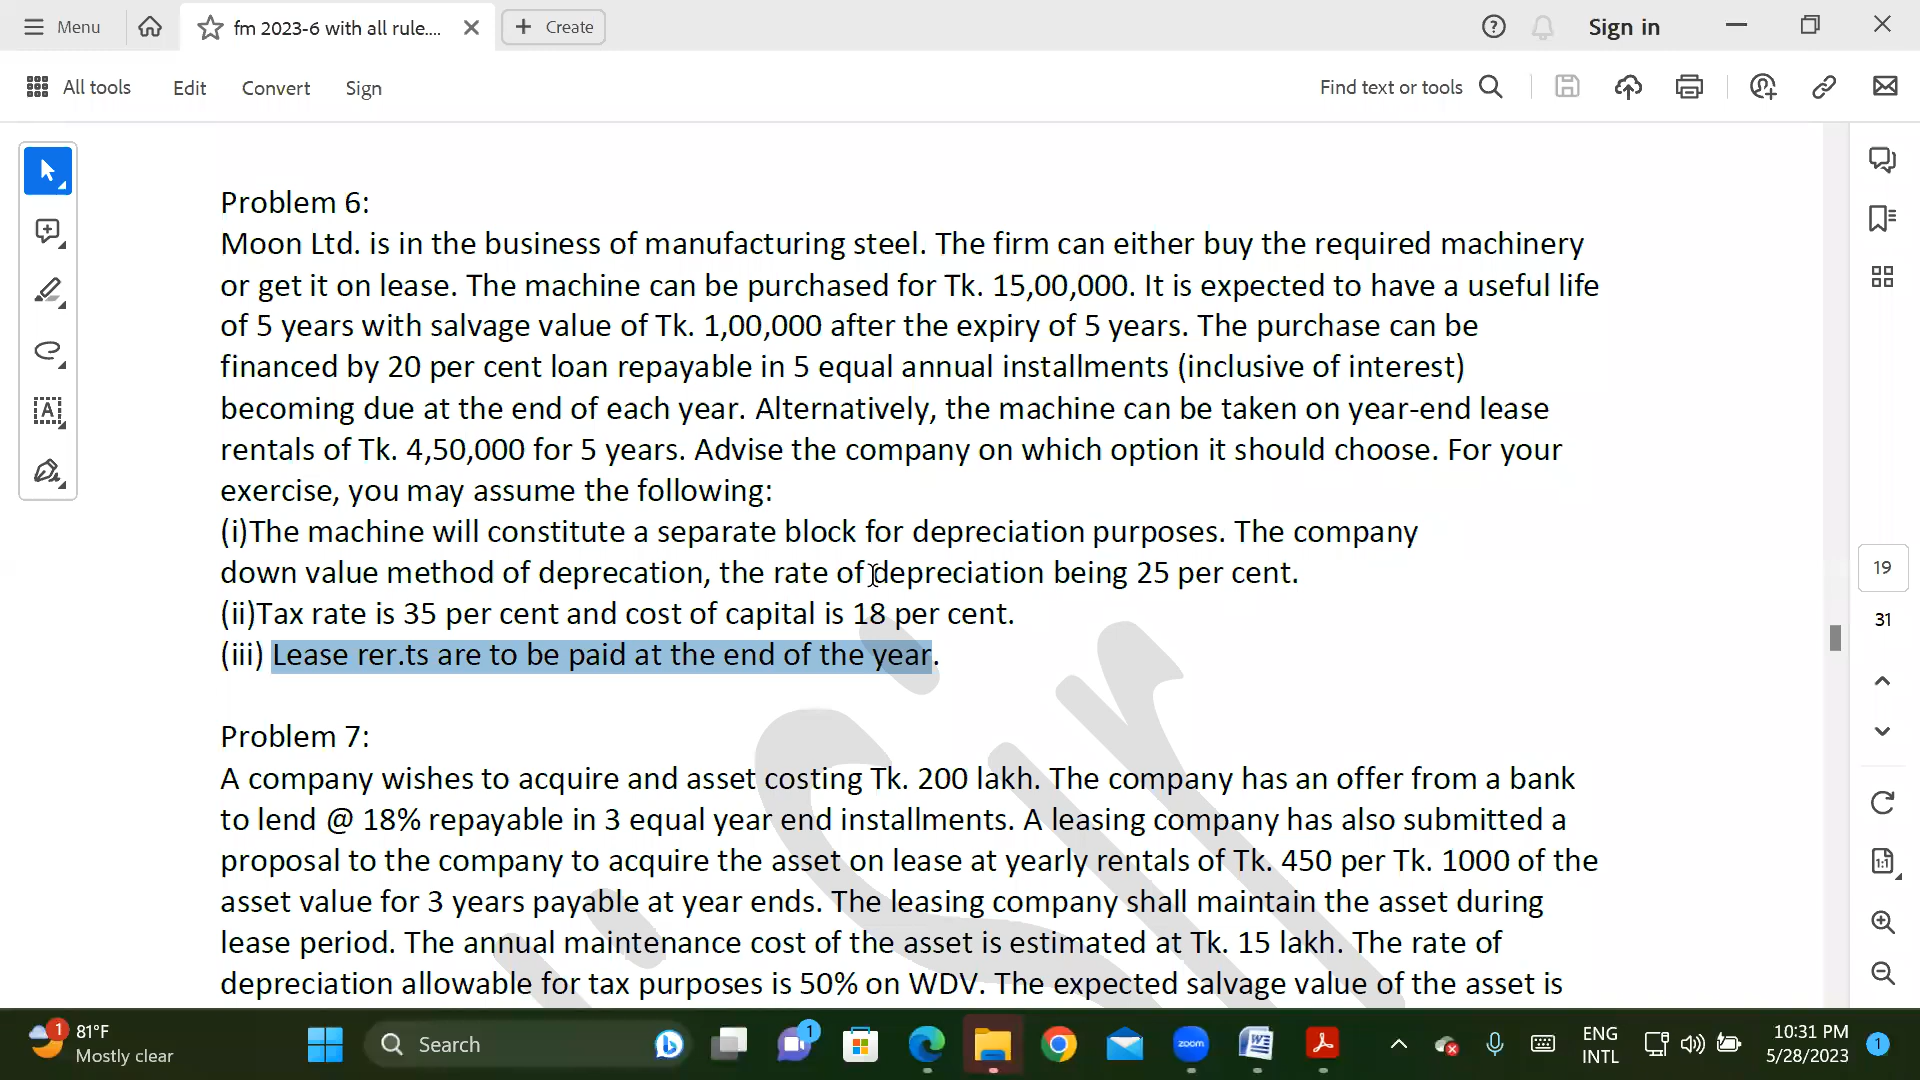 Menu
fm 2023-6 with all rule....
Create
Sign in
All tools
Edit
Convert
Sign
Find text or tools
Problem 6:
Moon Ltd. is in the business of manufacturing steel. The firm can either buy the required machinery
or get it on lease. The machine can be purchased for Tk. 15,00,000. It is expected to have a useful life
of 5 years with salvage value of Tk. 1,00,000 after the expiry of 5 years. The purchase can be
financed by 20 per cent loan repayable in 5 equal annual installments (inclusive of interest)
becoming due at the end of each year. Alternatively, the machine can be taken on year-end lease
rentals of Tk. 4,50,000 for 5 years. Advise the company on which option it should choose. For your
exercise, you may assume the following:
(i)The machine will constitute a separate block for depreciation purposes. The company
down value method of deprecation, the rate of depreciation being 25 per cent.
(ii)Tax rate is 35 per cent and cost of capital is 18 per cent.
(iii) Lease rer.ts are to be paid at the end of the year.
Problem 7:
A company wishes to acquire and asset costing Tk. 200 lakh. The company has an offer from a bank
to lend @ 18% repayable in 3 equal year end installments. A leasing company has also submitted a
proposal to the company to acquire the asset on lease at yearly rentals of Tk. 450 per Tk. 1000 of the
asset value for 3 years payable at year ends. The leasing company shall maintain the asset during
lease period. The annual maintenance cost of the asset is estimated at Tk. 15 lakh. The rate of
depreciation allowable for tax purposes is 50% on WDV. The expected salvage value of the asset is
Sir
19
31
1:1
1
81°F
Mostly clear
Search
1
zoom
ENG
INTL
10:31 PM
5/28/2023
1